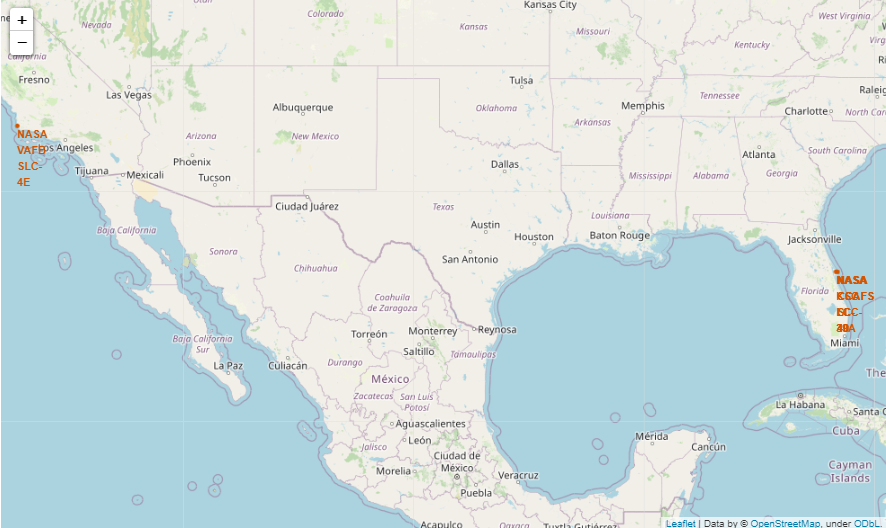 +
−
Nevada
Utah
Colorado
Kansas City
Kansas
Missouri
West Virginia
Kentucky
California
Fresno
Las Vegas
Tulsa
Albuquerque
Oklahoma
Memphis
Tennessee
Charlotte
NASA
VAFB
SLC-
4E
Los Angeles
Arizona
New Mexico
Arkansas
Atlanta
South Carolina
Phoenix
Dallas
Tijuana
Mexicali
Tucson
Mississippi
Alabama
Georgia
Ciudad Juárez
Texas
Louisiana
Baja California
Austin
Houston
Baton Rouge
Jacksonville
Sonora
San Antonio
Chihuahua
NASA
Florida
Coahuila
de Zaragoza
Torreón
Monterrey
Reynosa
Baja California
Sur
Saltillo
Tamaulipas
Miami
La Paz
Culiacán
Durango
México
Zacatecas
San Luis
Potosí
La Habana
Aguascalientes
Cuba
León
Jalisco
Mérida
Cancún
Ciudad de
México
Morelia
Veracruz
Cayman
Islands
Puebla
Acapulco
Oaxaca
Tuxtla Gutiérrez
Leaflet | Data by © OpenStreetMap, under ODbL.